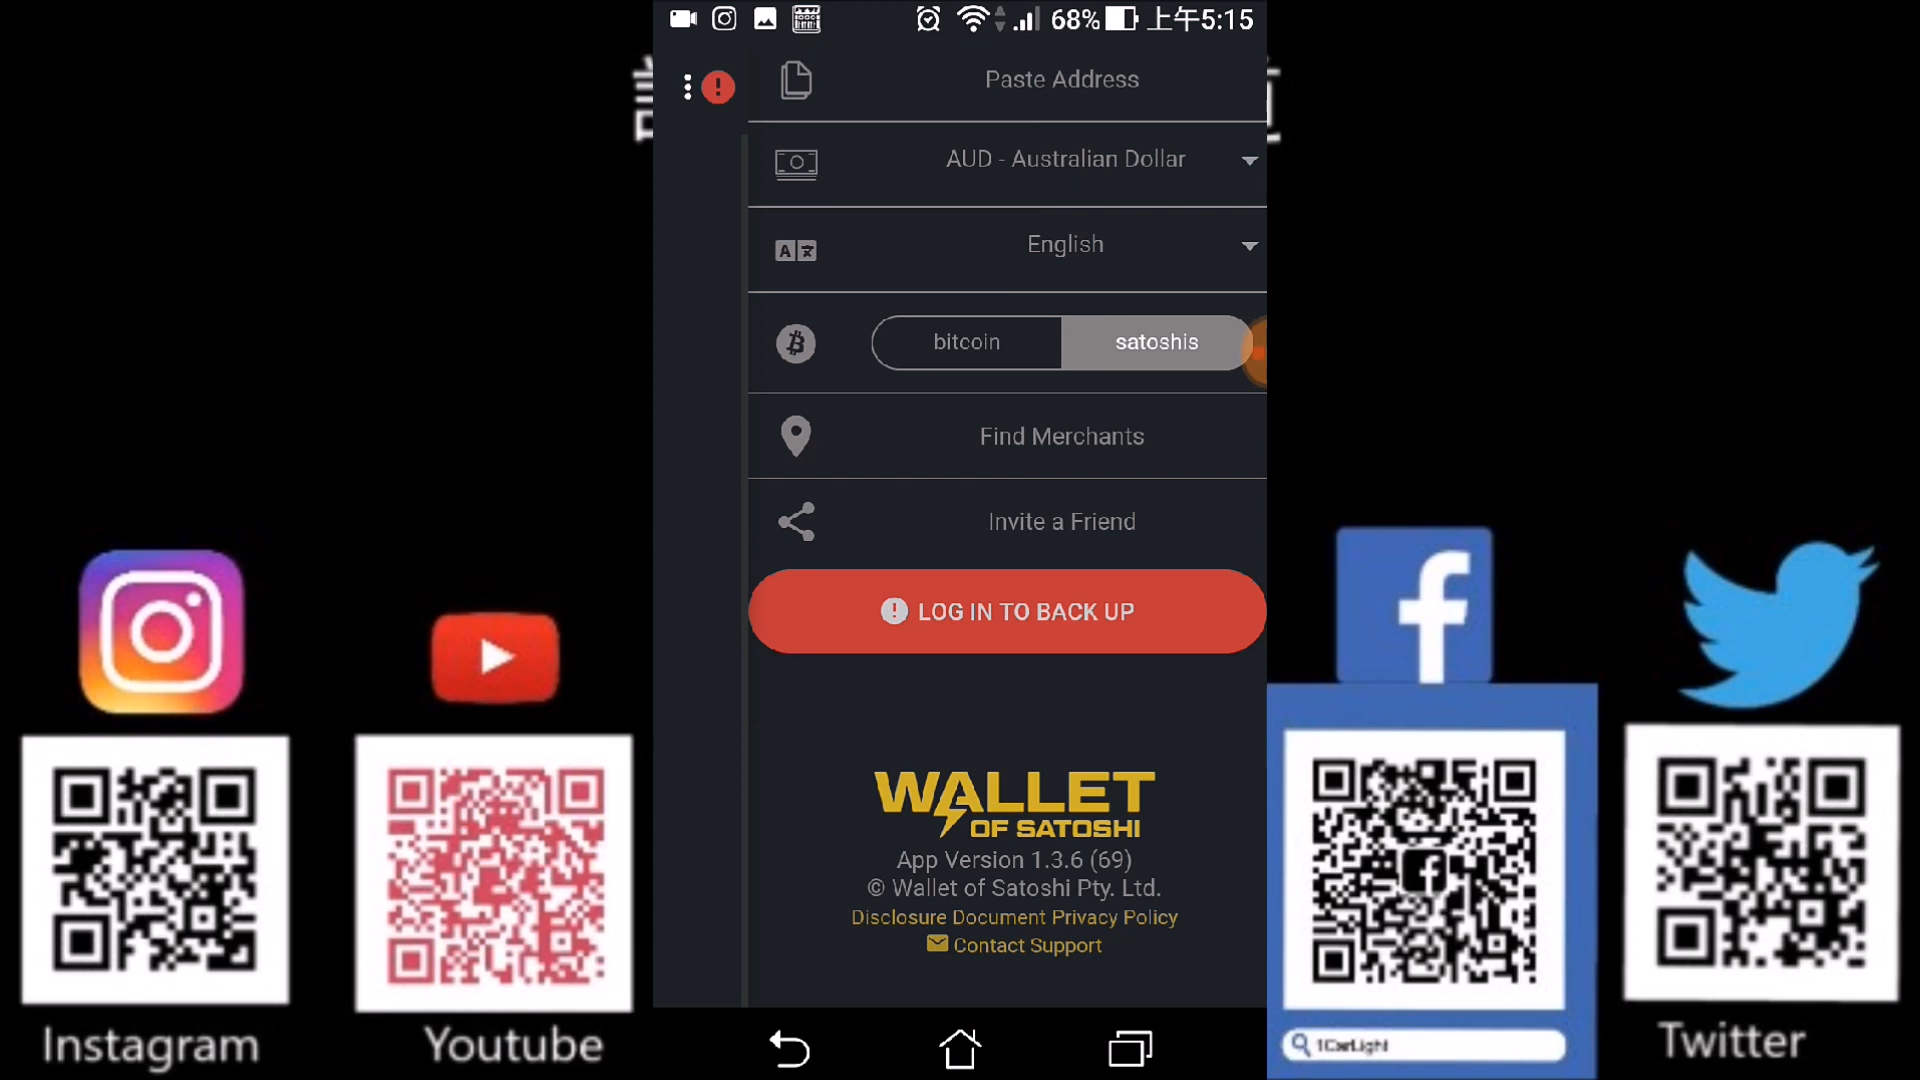 68% 上午5:15
Paste Address
AUD - Australian Dollar
English
bitcoin
satoshis
Find Merchants
Invite a Friend
LOG IN TO BACK UP
WALLET
OF SATOSHI
App Version 1.3.6 (69)
© Wallet of Satoshi Pty. Ltd.
Disclosure Document Privacy Policy
Contact Support
Instagram
Youtube
1CarLight
Twitter